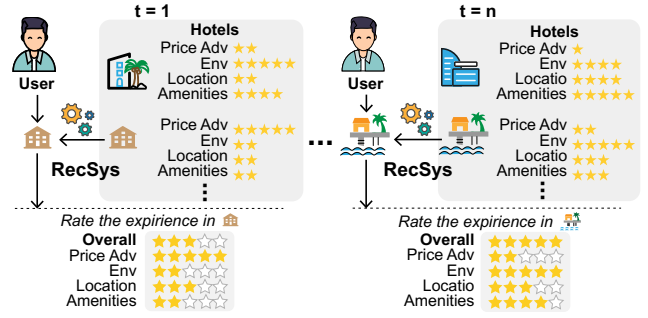 t = 1
Hotels
Price Adv
Env
Location
Amenities
User
Price Adv
Env
Location
Amenities
RecSys
Rate the expirience in
Overall
Price Adv
Env
Location
Amenities
...
t = n
Hotels
Price Adv
Env
Locatio
Amenities
User
Price Adv
Env
Locatio
Amenities
RecSys
Rate the expirience in
Overall
Price Adv
Env
Locatio
Amenities